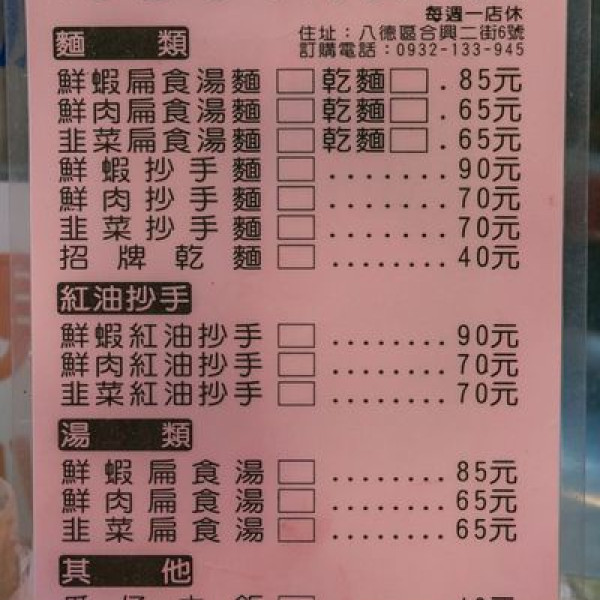 每週一店休
住址：八德區合興二街6號
訂購電話：0932-133-945
麵類
鮮蝦扁食湯麵□乾麵□.85元
鮮肉扁食湯麵□乾麵□.65元
韭菜扁食湯麵□乾麵□.65元
鮮蝦抄手麵□........90元
鮮肉抄手麵□........70元
韭菜抄手麵□........70元
招牌乾麵□........40元
紅油抄手
鮮蝦紅油抄手□........90元
鮮肉紅油抄手□........70元
韭菜紅油抄手□........70元
湯類
鮮蝦扁食湯□........85元
鮮肉扁食湯□........65元
韭菜扁食湯□........65元
其他